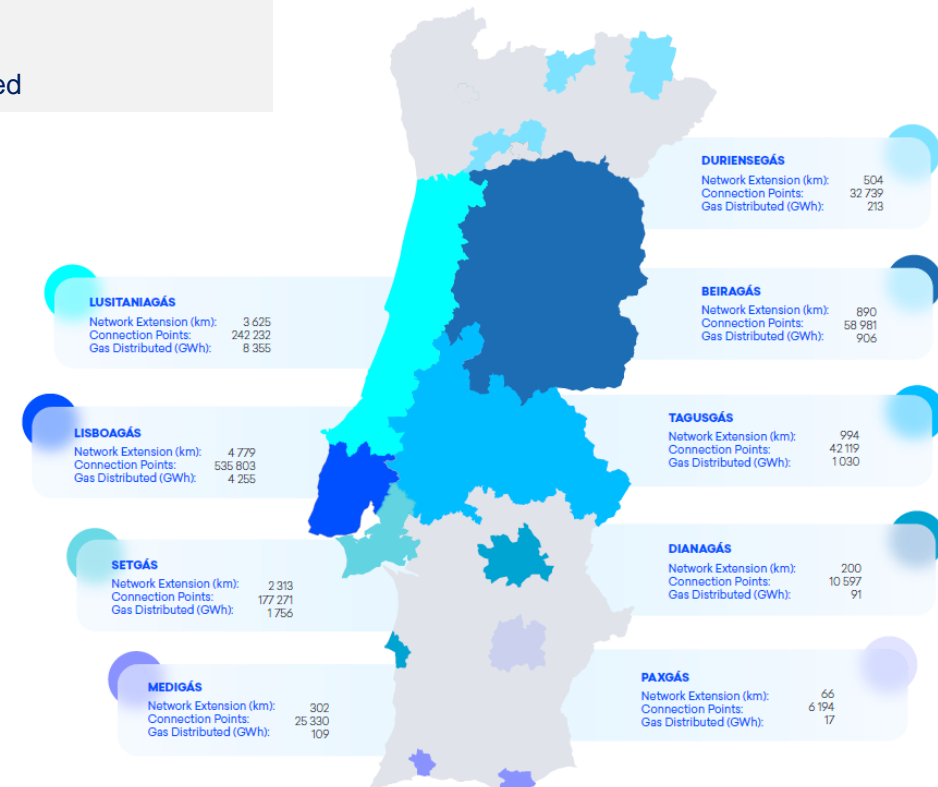 ed
DURIENSEGÁS
Network Extension (km): 504
Connection Points: 32 739
Gas Distributed (GWh): 213
LUSITANIAGÁS
Network Extension (km): 3 625
Connection Points: 242 232
Gas Distributed (GWh): 8 355
BEIRAGÁS
Network Extension (km): 890
Connection Points: 58 981
Gas Distributed (GWh): 906
LISBOAGÁS
Network Extension (km): 4 779
Connection Points: 535 803
Gas Distributed (GWh): 4 255
TAGUSGÁS
Network Extension (km): 994
Connection Points: 42 119
Gas Distributed (GWh): 1 030
SETGÁS
Network Extension (km): 2 313
Connection Points: 177 271
Gas Distributed (GWh): 1 756
DIANAGÁS
Network Extension (km): 200
Connection Points: 10 597
Gas Distributed (GWh): 91
MEDIGÁS
Network Extension (km): 302
Connection Points: 25 330
Gas Distributed (GWh): 109
PAXGÁS
Network Extension (km): 66
Connection Points: 6 194
Gas Distributed (GWh): 17